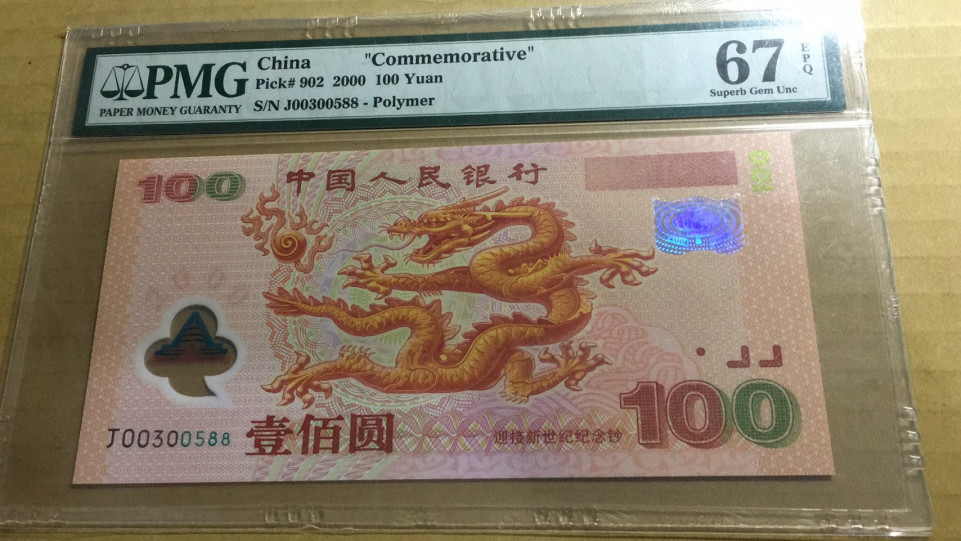 PMG
PAPER MONEY GUARANTY
China "Commemorative"
Pick# 902 2000 100 Yuan
S/N J00300588 - Polymer
67 EPQ
Superb Gem Unc
100 中国人民银行
2000
J00300588 壹佰圆
迎接新世纪纪念钞
100